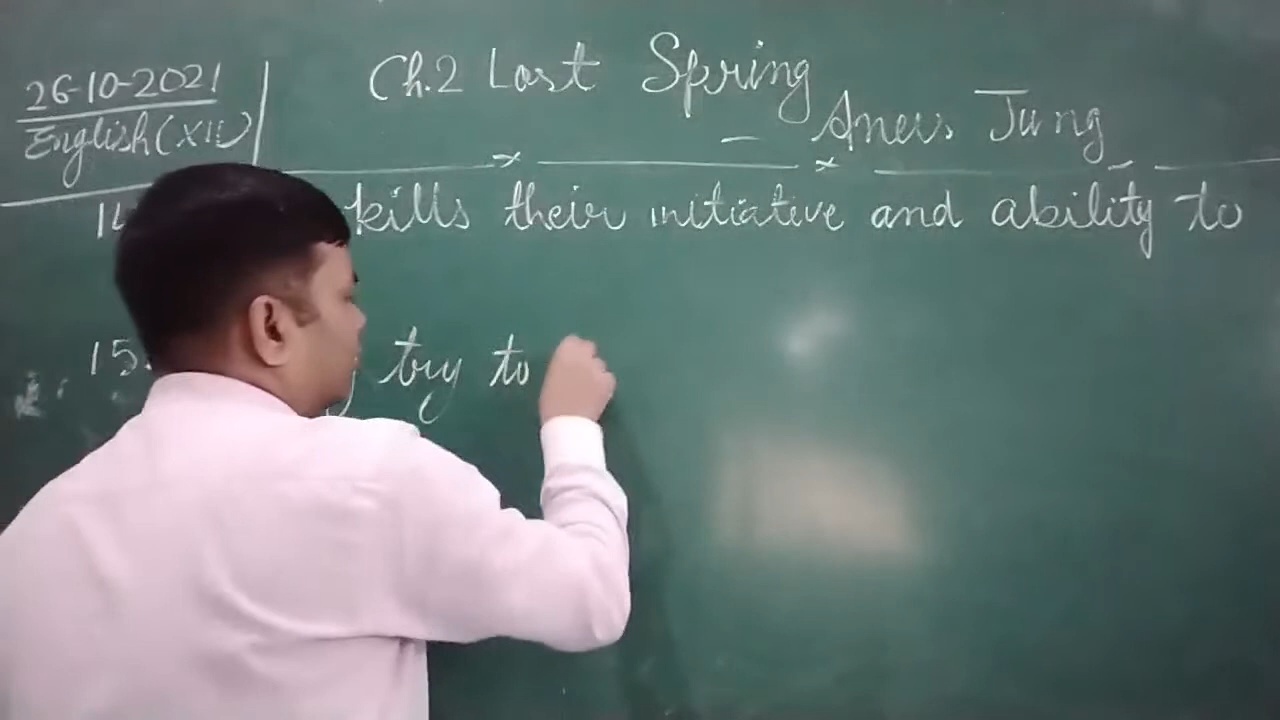 26-10-2021
English (XII)
Ch.2 Lost Spring
- Anees Jung
14 kills their initiative and ability to
15. try to